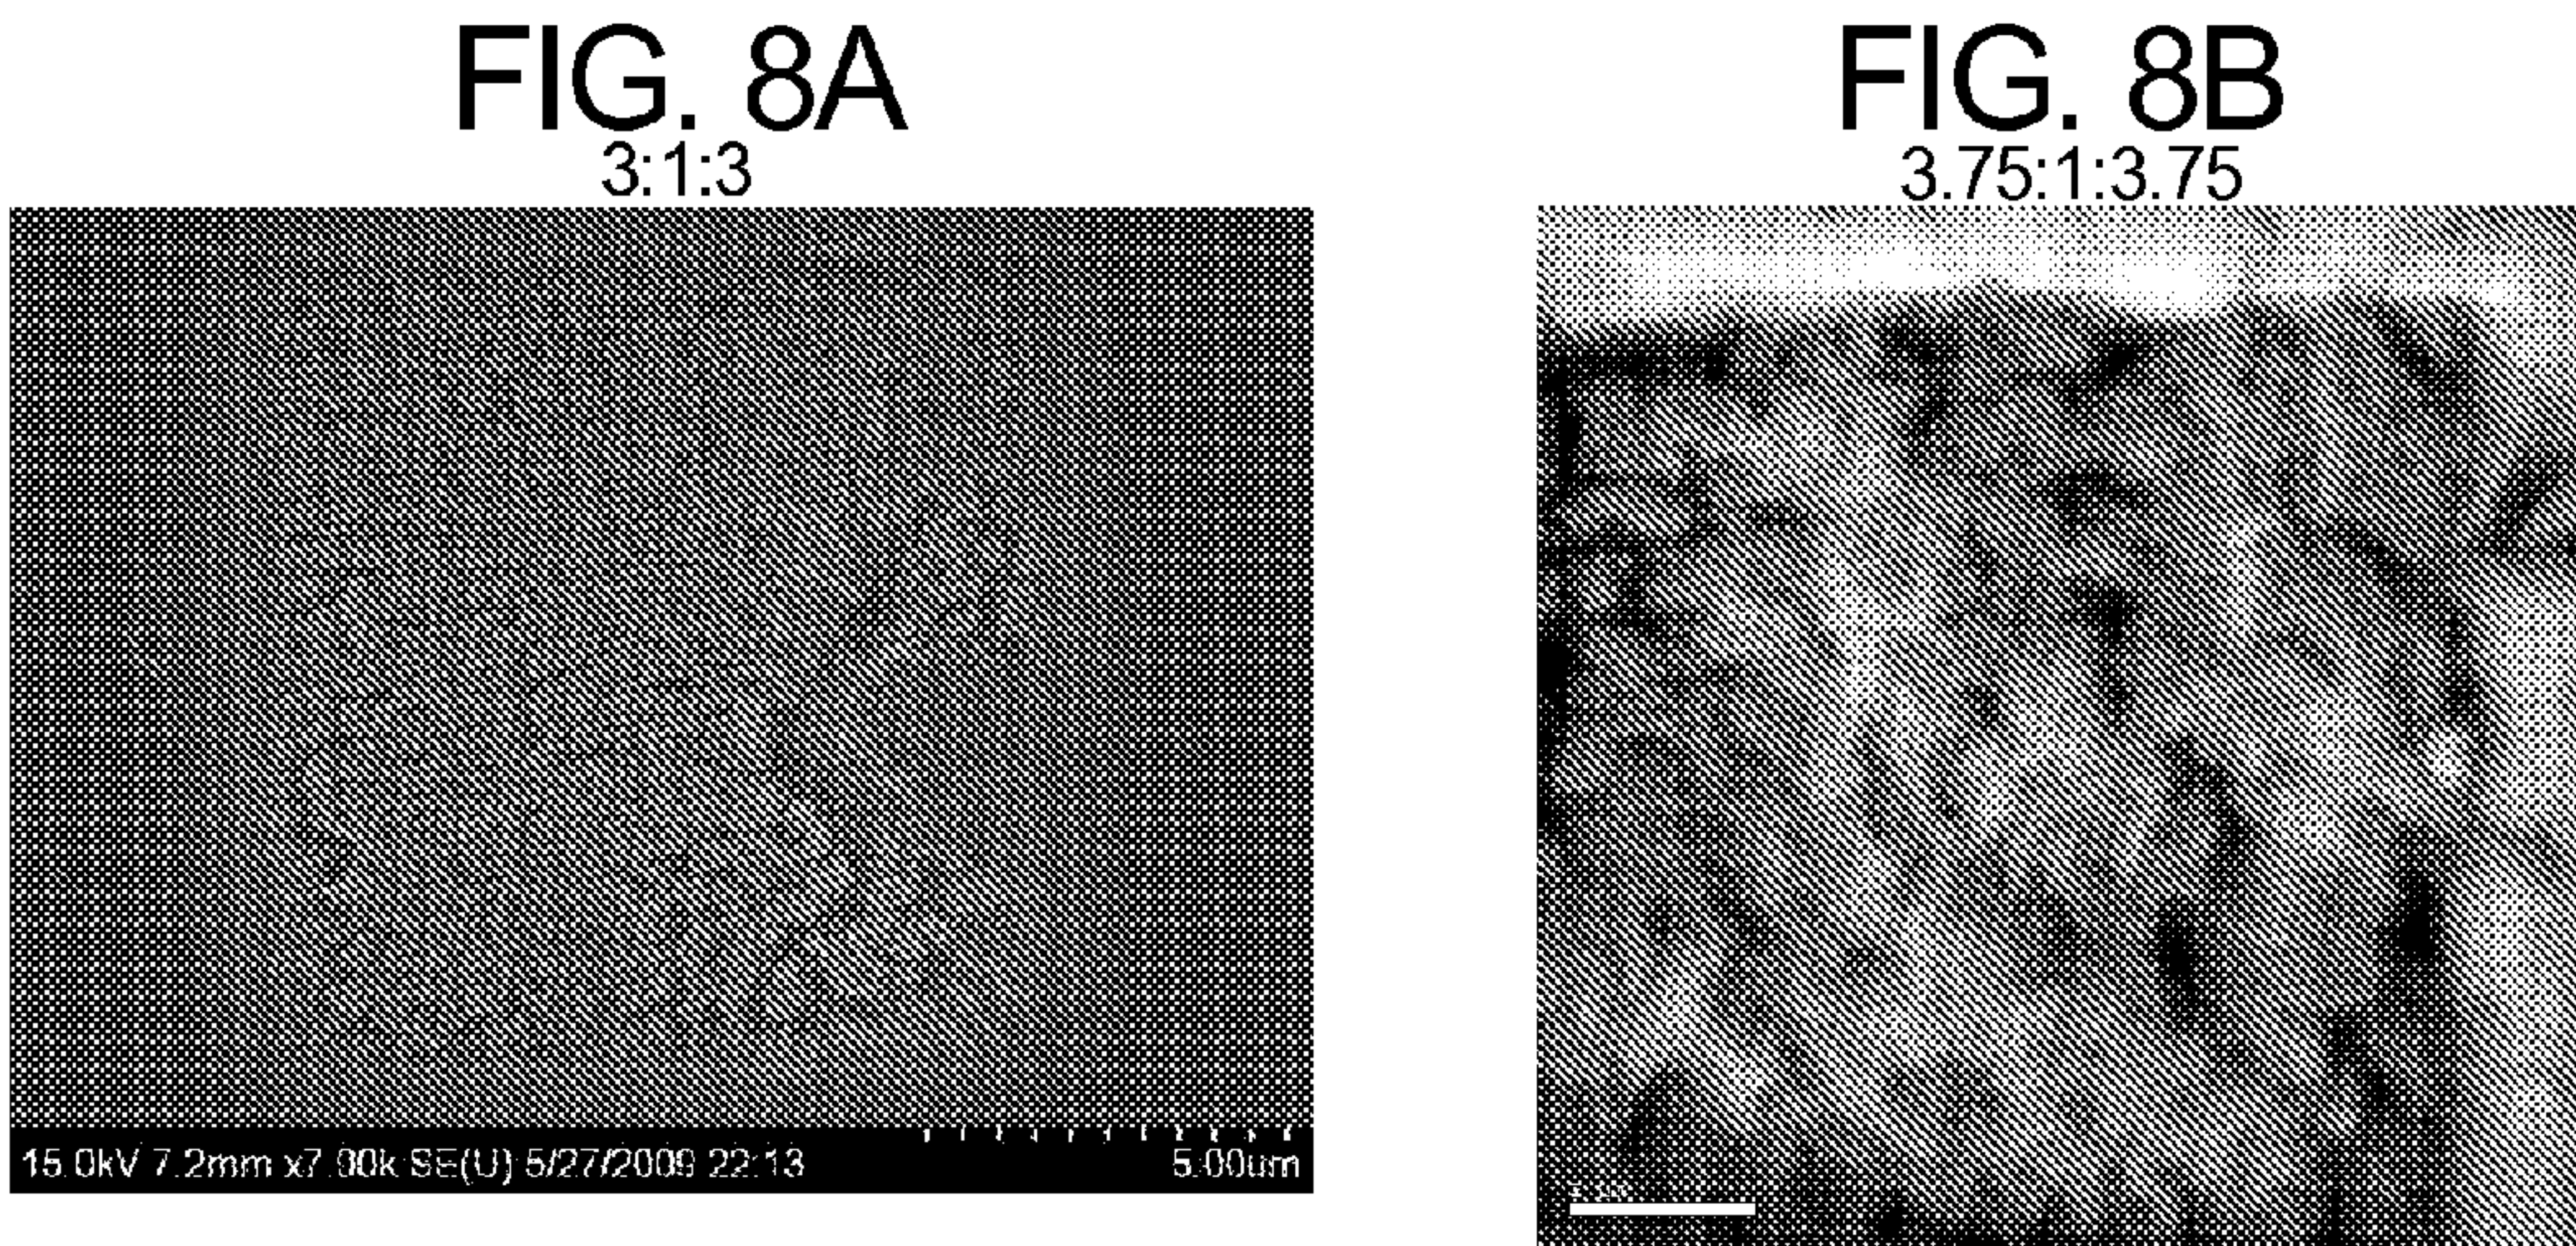 FIG. 8A
3:1:3
15.0kV 7.2mm x7.00k SE(U) 5/27/2009 22:13
5.00um
FIG. 8B
3.75:1:3.75